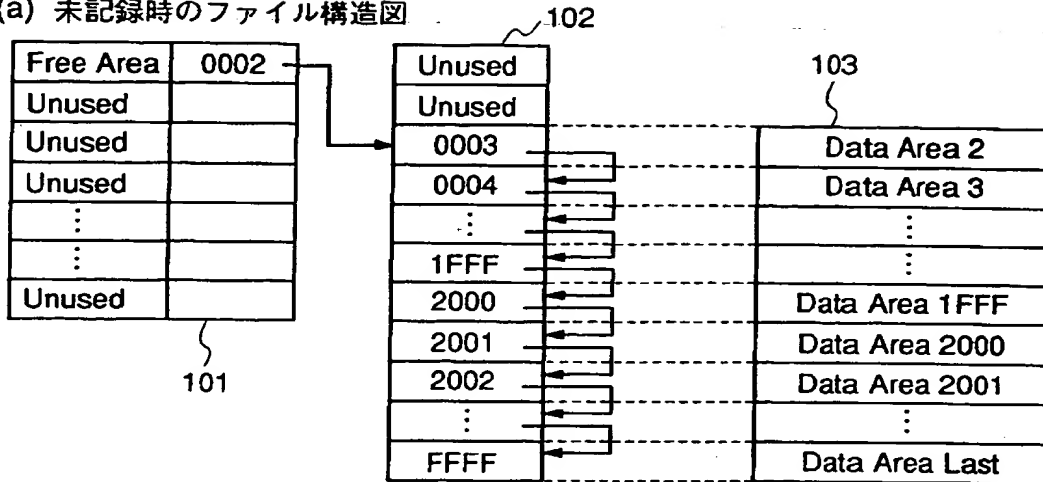 (a) 未記録時のファイル構造図
102
Free Area 0002
Unused
Unused
Unused
⋮
⋮
Unused
101
Unused
Unused
0003
0004
⋮
1FFF
2000
2001
2002
⋮
FFFF
103
Data Area 2
Data Area 3
⋮
⋮
Data Area 1FFF
Data Area 2000
Data Area 2001
⋮
Data Area Last